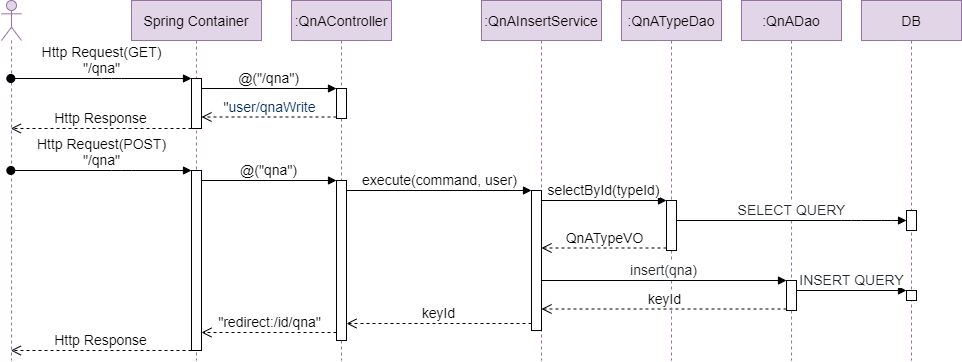 Spring Container
:QnAController
:QnAInsertService
:QnATypeDao
:QnADao
DB
Http Request(GET)
"/qna"
@("/qna")
"user/qnaWrite
Http Response
Http Request(POST)
"/qna"
@("qna")
execute(command, user)
selectById(typeId)
SELECT QUERY
QnATypeVO
insert(qna)
INSERT QUERY
keyId
keyId
"redirect:/id/qna"
Http Response